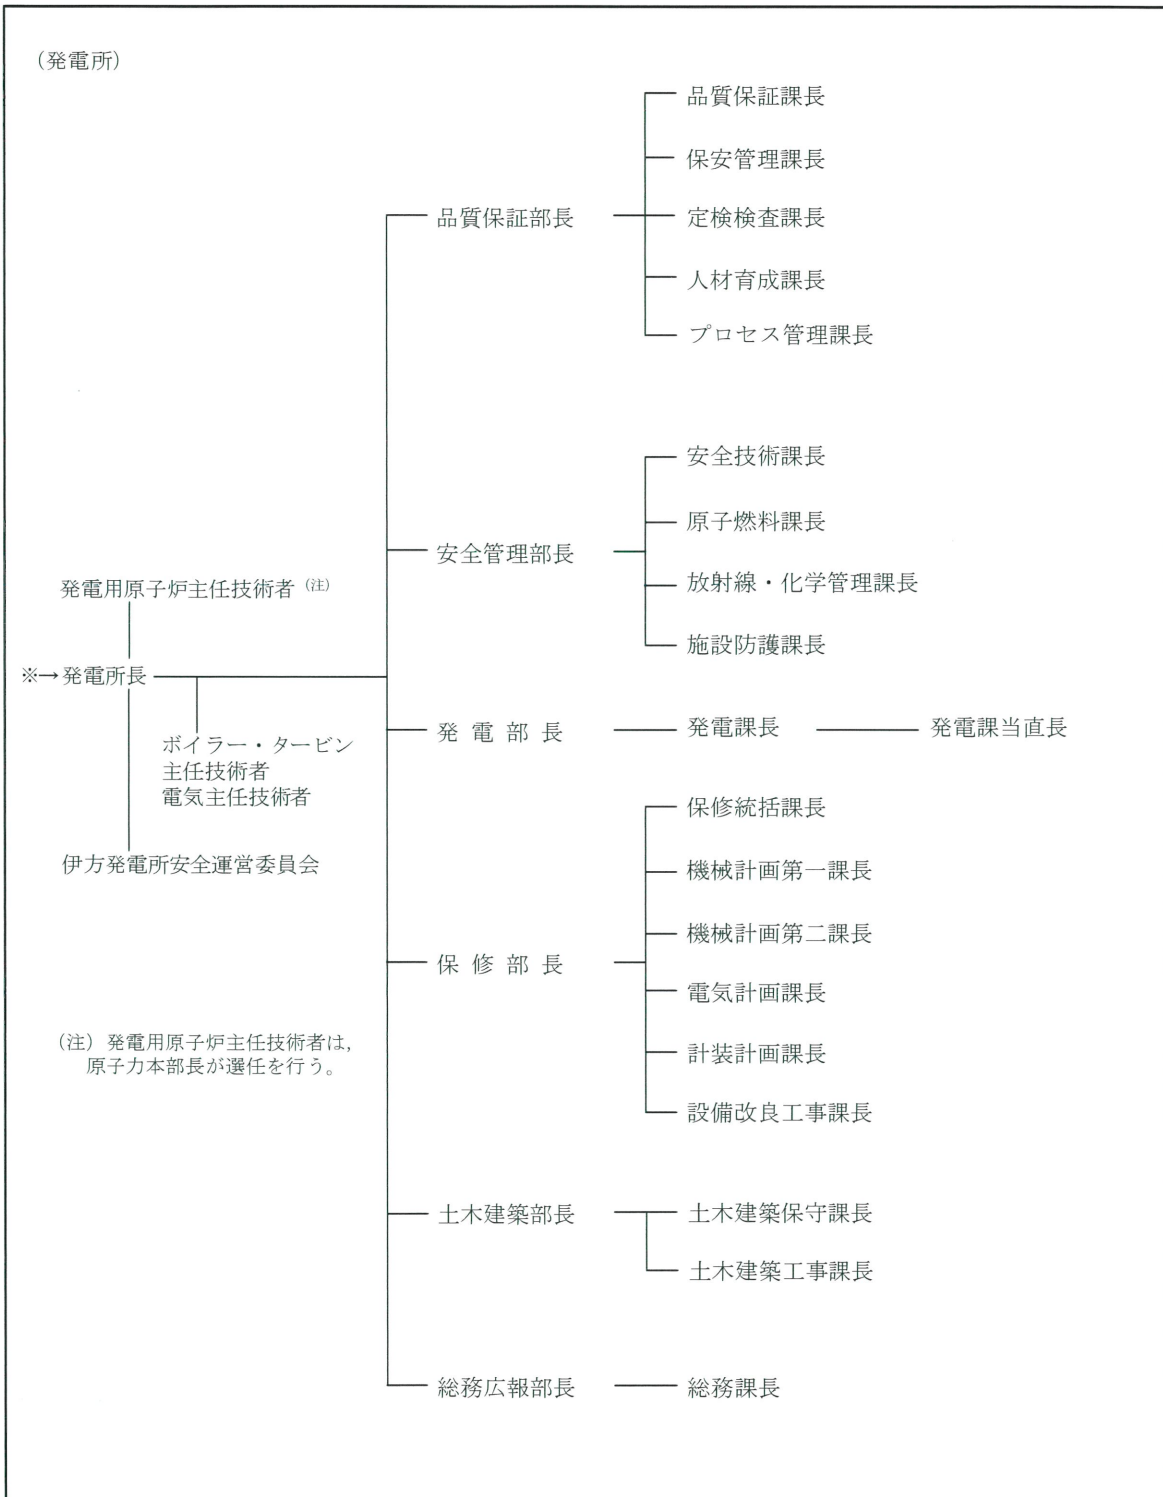 (発電所)
品質保証課長
保安管理課長
品質保証部長
定検検査課長
人材育成課長
プロセス管理課長
安全技術課長
原子燃料課長
安全管理部長
放射線・化学管理課長
施設防護課長
発電用原子炉主任技術者(注)
※→発電所長
ボイラー・タービン
主任技術者
電気主任技術者
伊方発電所安全運営委員会
発電部長
発電課長
発電課当直長
保修統括課長
機械計画第一課長
機械計画第二課長
保修部長
電気計画課長
計装計画課長
設備改良工事課長
(注)発電用原子炉主任技術者は,
原子力本部長が選任を行う。
土木建築部長
土木建築保守課長
土木建築工事課長
総務広報部長
総務課長